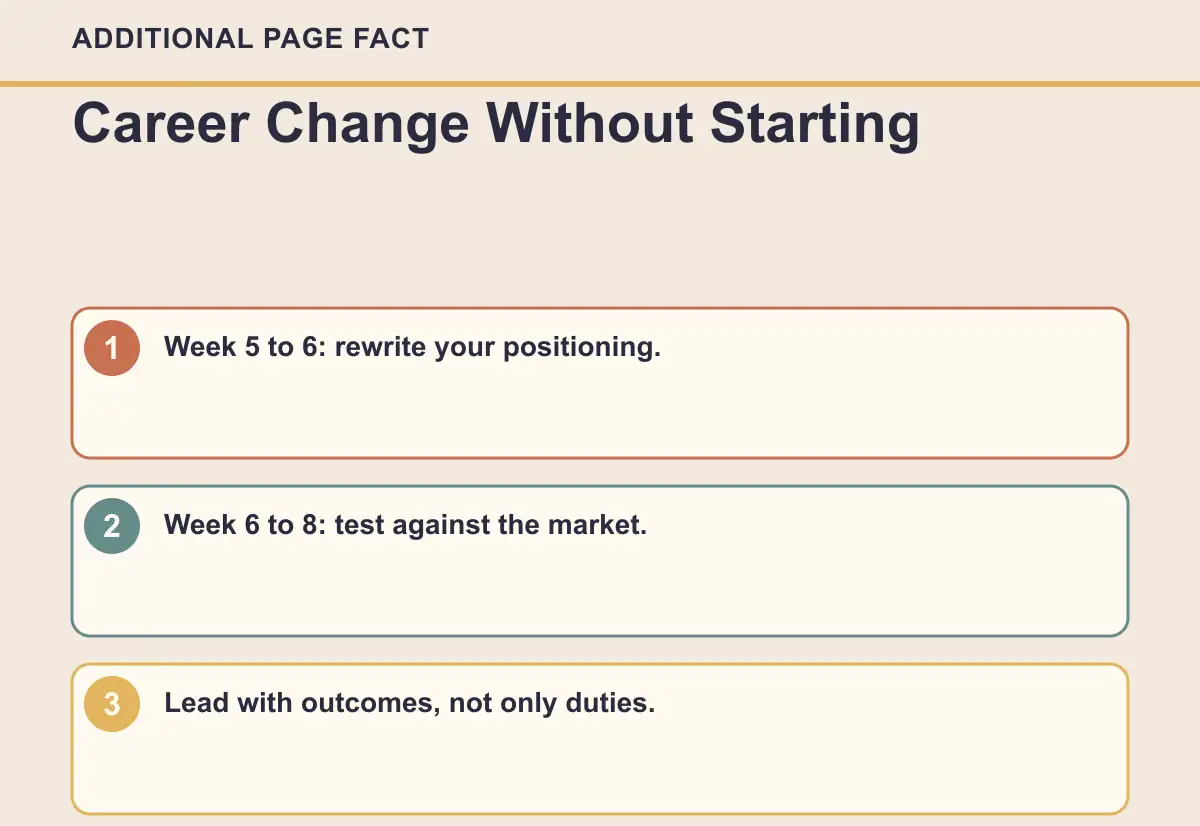 ADDITIONAL PAGE FACT
Career Change Without Starting
1 Week 5 to 6: rewrite your positioning.
2 Week 6 to 8: test against the market.
3 Lead with outcomes, not only duties.